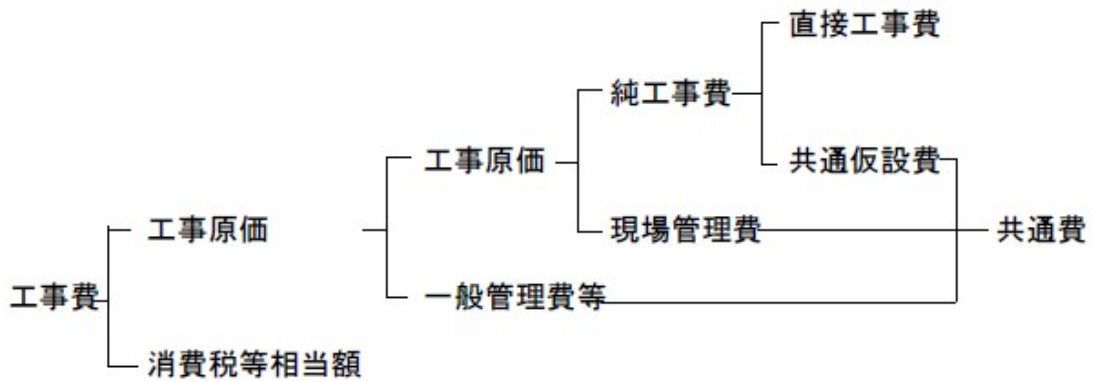 直接工事費
純工事費
工事原価
共通仮設費
工事原価
現場管理費
共通費
工事費
一般管理費等
消費税等相当額